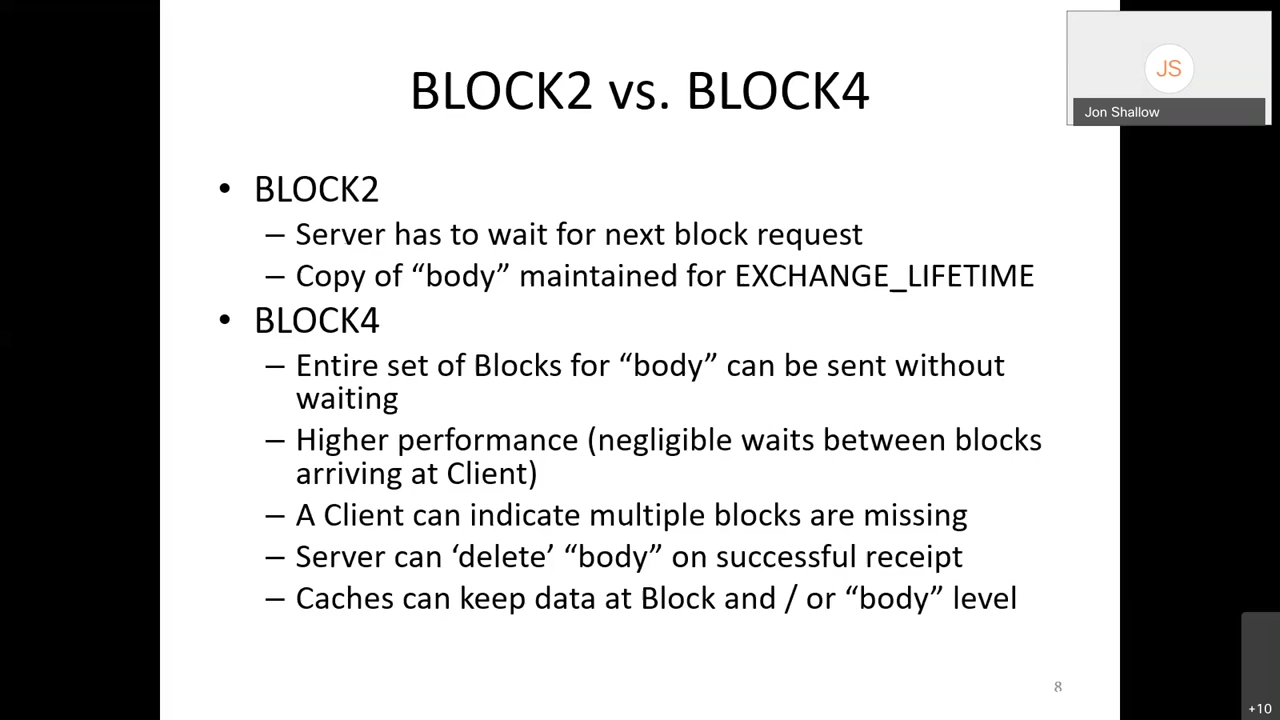 BLOCK2 vs. BLOCK4
JS
Jon Shallow
• BLOCK2
– Server has to wait for next block request
– Copy of “body” maintained for EXCHANGE_LIFETIME
• BLOCK4
– Entire set of Blocks for “body” can be sent without
waiting
– Higher performance (negligible waits between blocks
arriving at Client)
– A Client can indicate multiple blocks are missing
– Server can ‘delete’ “body” on successful receipt
– Caches can keep data at Block and / or “body” level
8
+10